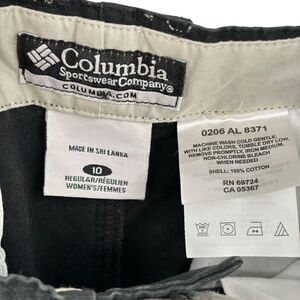 Columbia
Sportswear Company®
COLUMBIA.COM
MADE IN SRI LANKA
10
REGULAR/RÉGULIER
WOMEN'S/FEMMES
0206 AL 8371
MACHINE WASH COLD GENTLE,
WITH LIKE COLORS, TUMBLE DRY LOW,
REMOVE PROMPTLY, IRON MEDIUM,
NON-CHLORINE BLEACH
WHEN NEEDED
SHELL: 100% COTTON
RN 69724
CA 05367